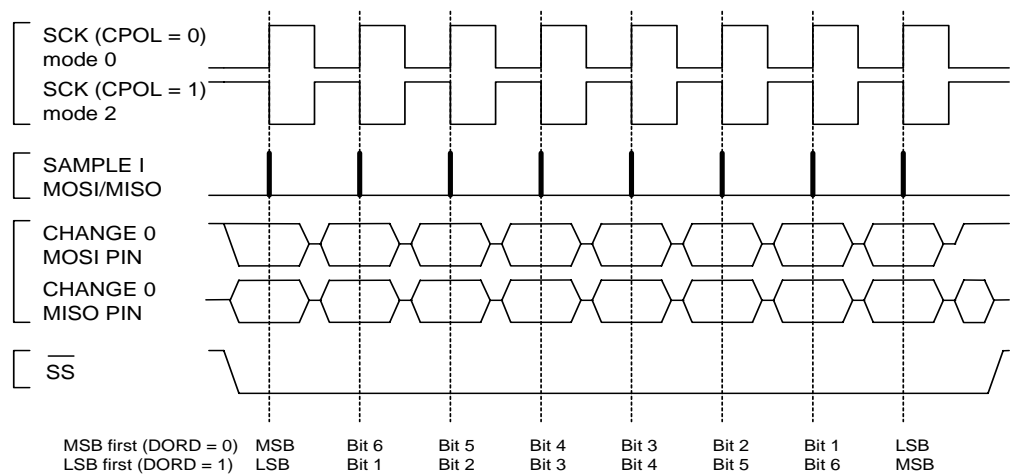 SCK (CPOL = 0)
mode 0
SCK (CPOL = 1)
mode 2
SAMPLE I
MOSI/MISO
CHANGE 0
MOSI PIN
CHANGE 0
MISO PIN
SS
MSB first (DORD = 0) MSB Bit 6 Bit 5 Bit 4 Bit 3 Bit 2 Bit 1 LSB
LSB first (DORD = 1) LSB Bit 1 Bit 2 Bit 3 Bit 4 Bit 5 Bit 6 MSB